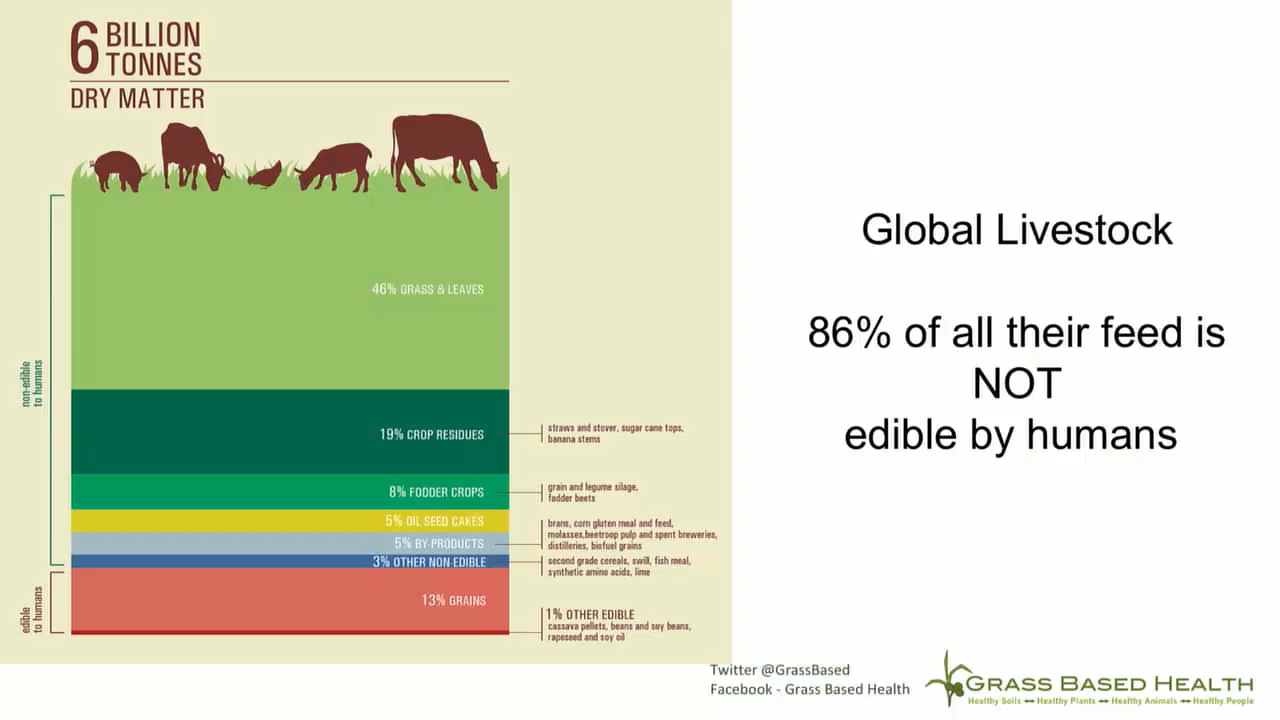 6 BILLION
TONNES
DRY MATTER
non-edible
to humans
46% GRASS & LEAVES
19% CROP RESIDUES
straws and stover, sugar cane tops,
banana stems
8% FODDER CROPS
grain and legume silage,
fodder beets
5% OIL SEED CAKES
5% BY-PRODUCTS
brans, corn gluten meal and feed,
molasses,beetroop pulp and spent breweries,
distilleries, biofuel grains
3% OTHER NON-EDIBLE
second grade cereals, swill, fish meal,
synthetic amino acids, lime
edible
to humans
13% GRAINS
1% OTHER EDIBLE
cassava pellets, beans and soy beans,
rapeseed and soy oil
Global Livestock
86% of all their feed is
NOT
edible by humans
Twitter @GrassBased
Facebook - Grass Based Health
GRASS BASED HEALTH
Healthy Soils ↔ Healthy Plants ↔ Healthy Animals ↔ Healthy People